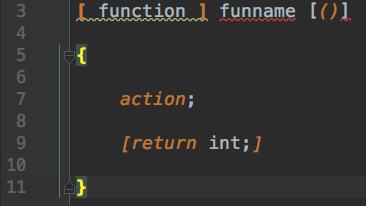 3 [ function ] funname [()]
4
5 {
6
7 action;
8
9 [return int;]
10
11 }